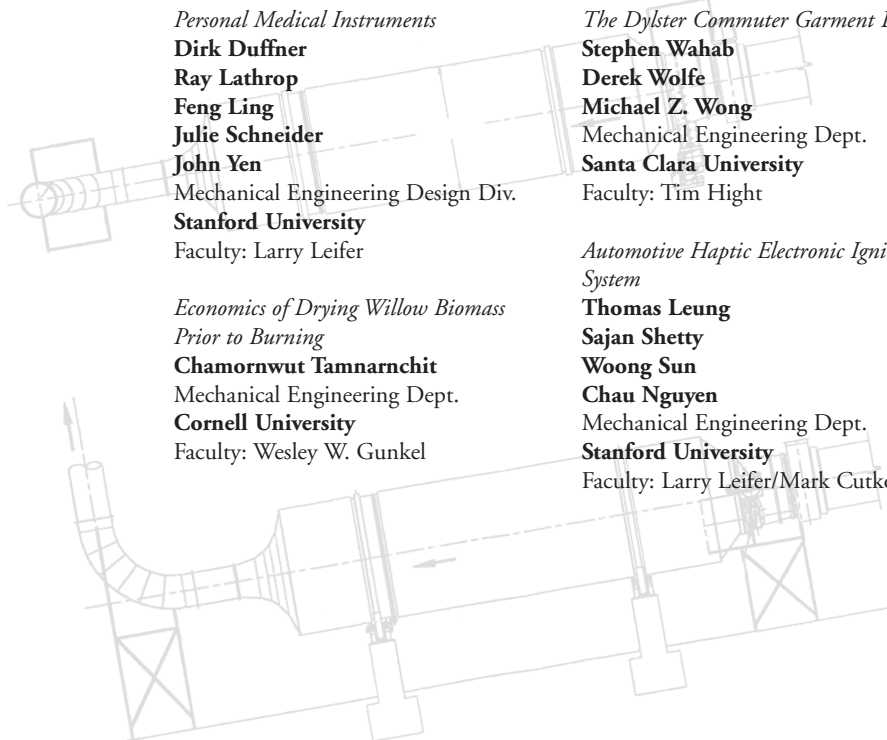 Personal Medical Instruments
Dirk Duffner
Ray Lathrop
Feng Ling
Julie Schneider
John Yen
Mechanical Engineering Design Div.
Stanford University
Faculty: Larry Leifer
Economics of Drying Willow Biomass
Prior to Burning
Chamornwut Tamnarnchit
Mechanical Engineering Dept.
Cornell University
Faculty: Wesley W. Gunkel
The Dylster Commuter Garment
Stephen Wahab
Derek Wolfe
Michael Z. Wong
Mechanical Engineering Dept.
Santa Clara University
Faculty: Tim Hight
Automotive Haptic Electronic
System
Thomas Leung
Sajan Shetty
Woong Sun
Chau Nguyen
Mechanical Engineering Dept.
Stanford University
Faculty: Larry Leifer/Mark